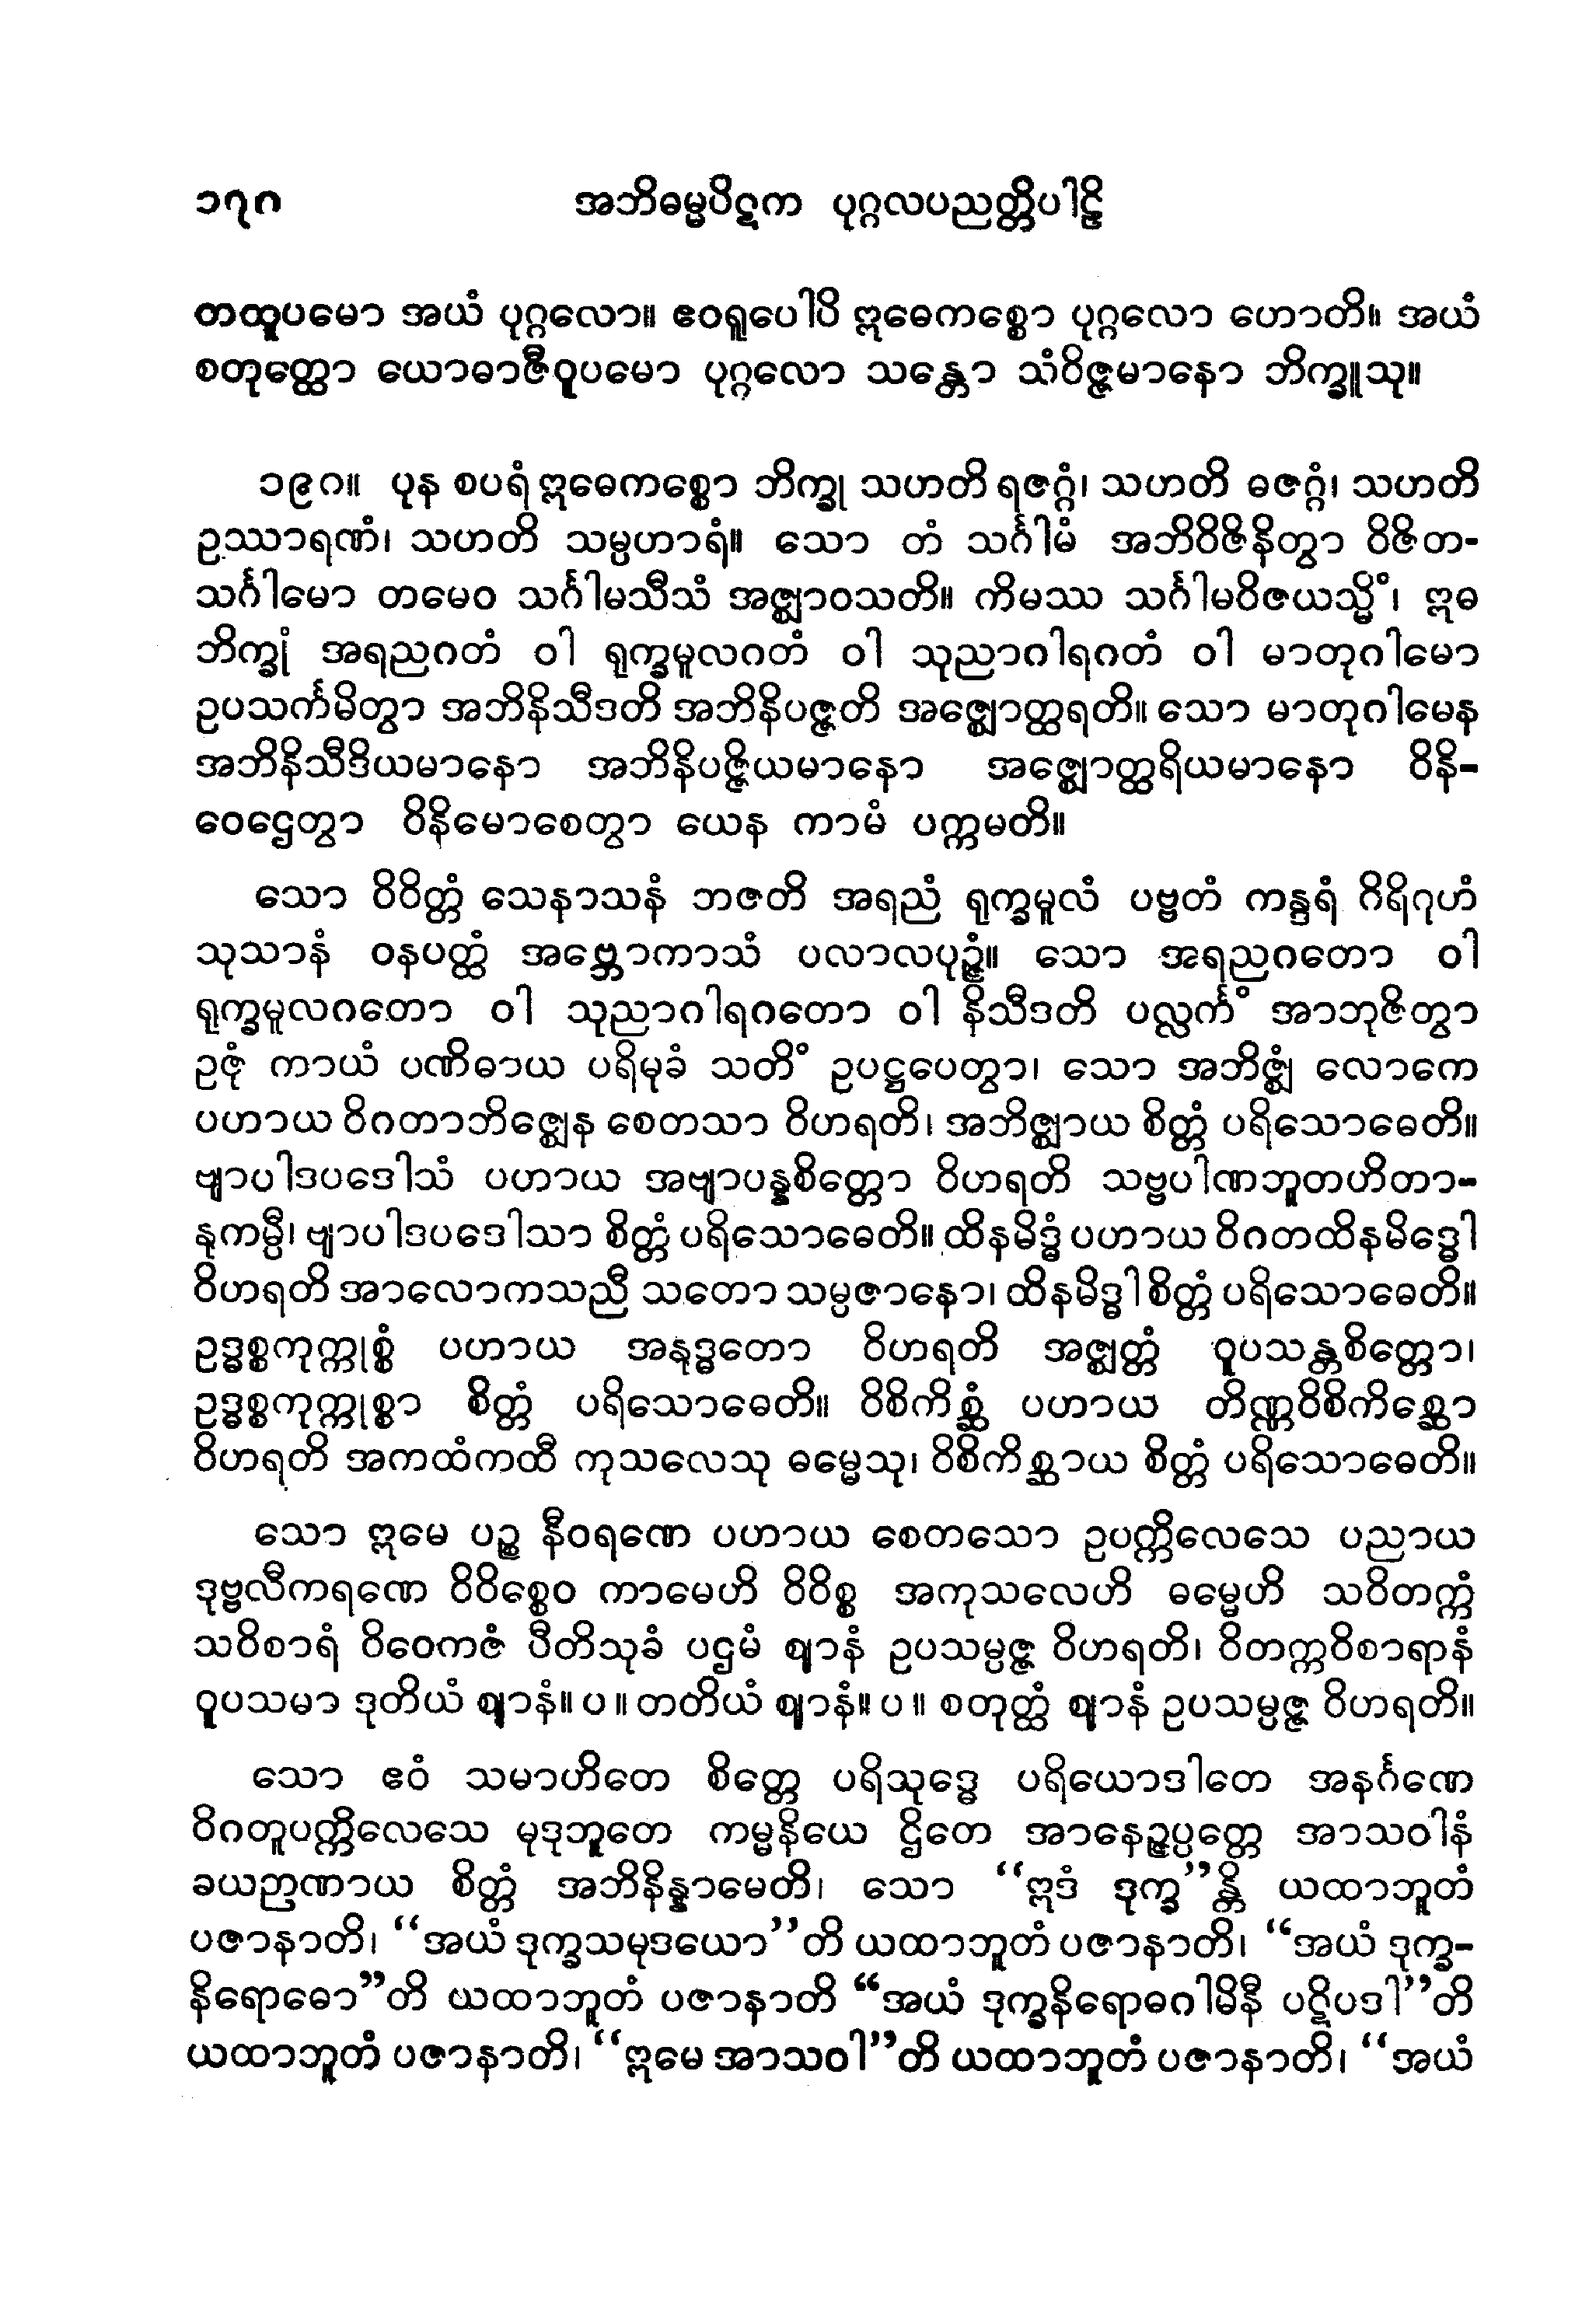 ၁၇၀ အဘိဓမ္မပိဋက ပုဂ္ဂလပညတ္တိပါဠိ
တထူပမော အယံ ပုဂ္ဂလော။ ဧဝရူပေါပိ ဣဓေကစ္စော ပုဂ္ဂလော ဟောတိ။ အယံ
စတုတ္ထော ယောဓာဇီဝူပမော ပုဂ္ဂလော သန္တော သံဝိဇ္ဇမာနော ဘိက္ခူသု။
၁၉၀။ ပုန စပရံ ဣဓေကစ္စော ဘိက္ခု သဟတိ ရဇဂ္ဂံ၊ သဟတိ ဓဇဂ္ဂံ၊ သဟတိ
ဥဿာရဏံ၊ သဟတိ သမ္ပဟာရံ။ သော တံ သင်္ဂါမံ အဘိဝိဇိနိတွာ ဝိဇိတ-
သင်္ဂါမော တမေဝ သင်္ဂါမသီသံ အဇ္ဈာဝသတိ။ ကိမဿ သင်္ဂါမဝိဇယသ္မိံ၊ ဣဓ
ဘိက္ခုံ အရညဂတံ ဝါ ရုက္ခမူလဂတံ ဝါ သုညာဂါရဂတံ ဝါ မာတုဂါမော
ဥပသင်္ကမိတွာ အဘိနိသီဒတိ အဘိနိပဇ္ဇတိ အဇ္ဈောတ္ထရတိ။ သော မာတုဂါမေန
အဘိနိသီဒိယမာနော အဘိနိပဇ္ဇိယမာနော အဇ္ဈောတ္ထရိယမာနော ဝိနိ-
ဝေဌေတွာ ဝိနိမောစေတွာ ယေန ကာမံ ပက္ကမတိ။
သော ဝိဝိတ္တံ သေနာသနံ ဘဇတိ အရညံ ရုက္ခမူလံ ပဗ္ဗတံ ကန္ဒရံ ဂိရိဂုဟံ
သုသာနံ ဝနပတ္ထံ အဗ္ဘောကာသံ ပလာလပုဉ္ဇံ။ သော အရညဂတော ဝါ
ရုက္ခမူလဂတော ဝါ သုညာဂါရဂတော ဝါ နိသီဒတိ ပလ္လင်္ကံ အာဘုဇိတွာ
ဥဇုံ ကာယံ ပဏိဓာယ ပရိမုခံ သတိံ ဥပဋ္ဌပေတွာ၊ သော အဘိဇ္ဈံ လောကေ
ပဟာယ ဝိဂတာဘိဇ္ဈေန စေတသာ ဝိဟရတိ၊ အဘိဇ္ဈာယ စိတ္တံ ပရိသောဓေတိ။
ဗျာပါဒပဒေါသံ ပဟာယ အဗျာပန္နစိတ္တော ဝိဟရတိ သဗ္ဗပါဏဘူတဟိတာ-
နုကမ္ပီ၊ ဗျာပါဒပဒေါသာ စိတ္တံ ပရိသောဓေတိ။ ထိနမိဒ္ဓံ ပဟာယ ဝိဂတထိနမိဒ္ဓေါ
ဝိဟရတိ အာလောကသညီ သတော သမ္ပဇာနော၊ ထိနမိဒ္ဓါ စိတ္တံ ပရိသောဓေတိ။
ဥဒ္ဓစ္စကုက္ကုစ္စံ ပဟာယ အနုဒ္ဓတော ဝိဟရတိ အဇ္ဈတ္တံ ဝူပသန္တစိတ္တော၊
ဥဒ္ဓစ္စကုက္ကုစ္စာ စိတ္တံ ပရိသောဓေတိ။ ဝိစိကိစ္ဆံ ပဟာယ တိဏ္ဏဝိစိကိစ္ဆော
ဝိဟရတိ အကထံကထီ ကုသလေသု ဓမ္မေသု၊ ဝိစိကိစ္ဆာယ စိတ္တံ ပရိသောဓေတိ။
သော ဣမေ ပဉ္စ နီဝရဏေ ပဟာယ စေတသော ဥပက္ကိလေသေ ပညာယ
ဒုဗ္ဗလီကရဏေ ဝိဝိစ္စေဝ ကာမေဟိ ဝိဝိစ္စ အကုသလေဟိ ဓမ္မေဟိ သဝိတက္ကံ
သဝိစာရံ ဝိဝေကဇံ ပီတိသုခံ ပဌမံ ဈာနံ ဥပသမ္ပဇ္ဇ ဝိဟရတိ၊ ဝိတက္ကဝိစာရာနံ
ဝူပသမာ ဒုတိယံ ဈာနံ။ ပ ။ တတိယံ ဈာနံ။ ပ ။ စတုတ္ထံ ဈာနံ ဥပသမ္ပဇ္ဇ ဝိဟရတိ။
သော ဧဝံ သမာဟိတေ စိတ္တေ ပရိသုဒ္ဓေ ပရိယောဒါတေ အနင်္ဂဏေ
ဝိဂတူပက္ကိလေသေ မုဒုဘူတေ ကမ္မနိယေ ဌိတေ အာနေဉ္ဇပ္ပတ္တေ အာသဝါနံ
ခယဉာဏာယ စိတ္တံ အဘိနိန္နာမေတိ၊ သော “ဣဒံ ဒုက္ခ”န္တိ ယထာဘူတံ
ပဇာနာတိ၊ “အယံ ဒုက္ခသမုဒယော”တိ ယထာဘူတံ ပဇာနာတိ၊ “အယံ ဒုက္ခ-
နိရောဓော”တိ ယထာဘူတံ ပဇာနာတိ “အယံ ဒုက္ခနိရောဓဂါမိနီ ပဋိပဒါ”တိ
ယထာဘူတံ ပဇာနာတိ၊ “ဣမေ အာသဝါ”တိ ယထာဘူတံ ပဇာနာတိ၊ “အယံ